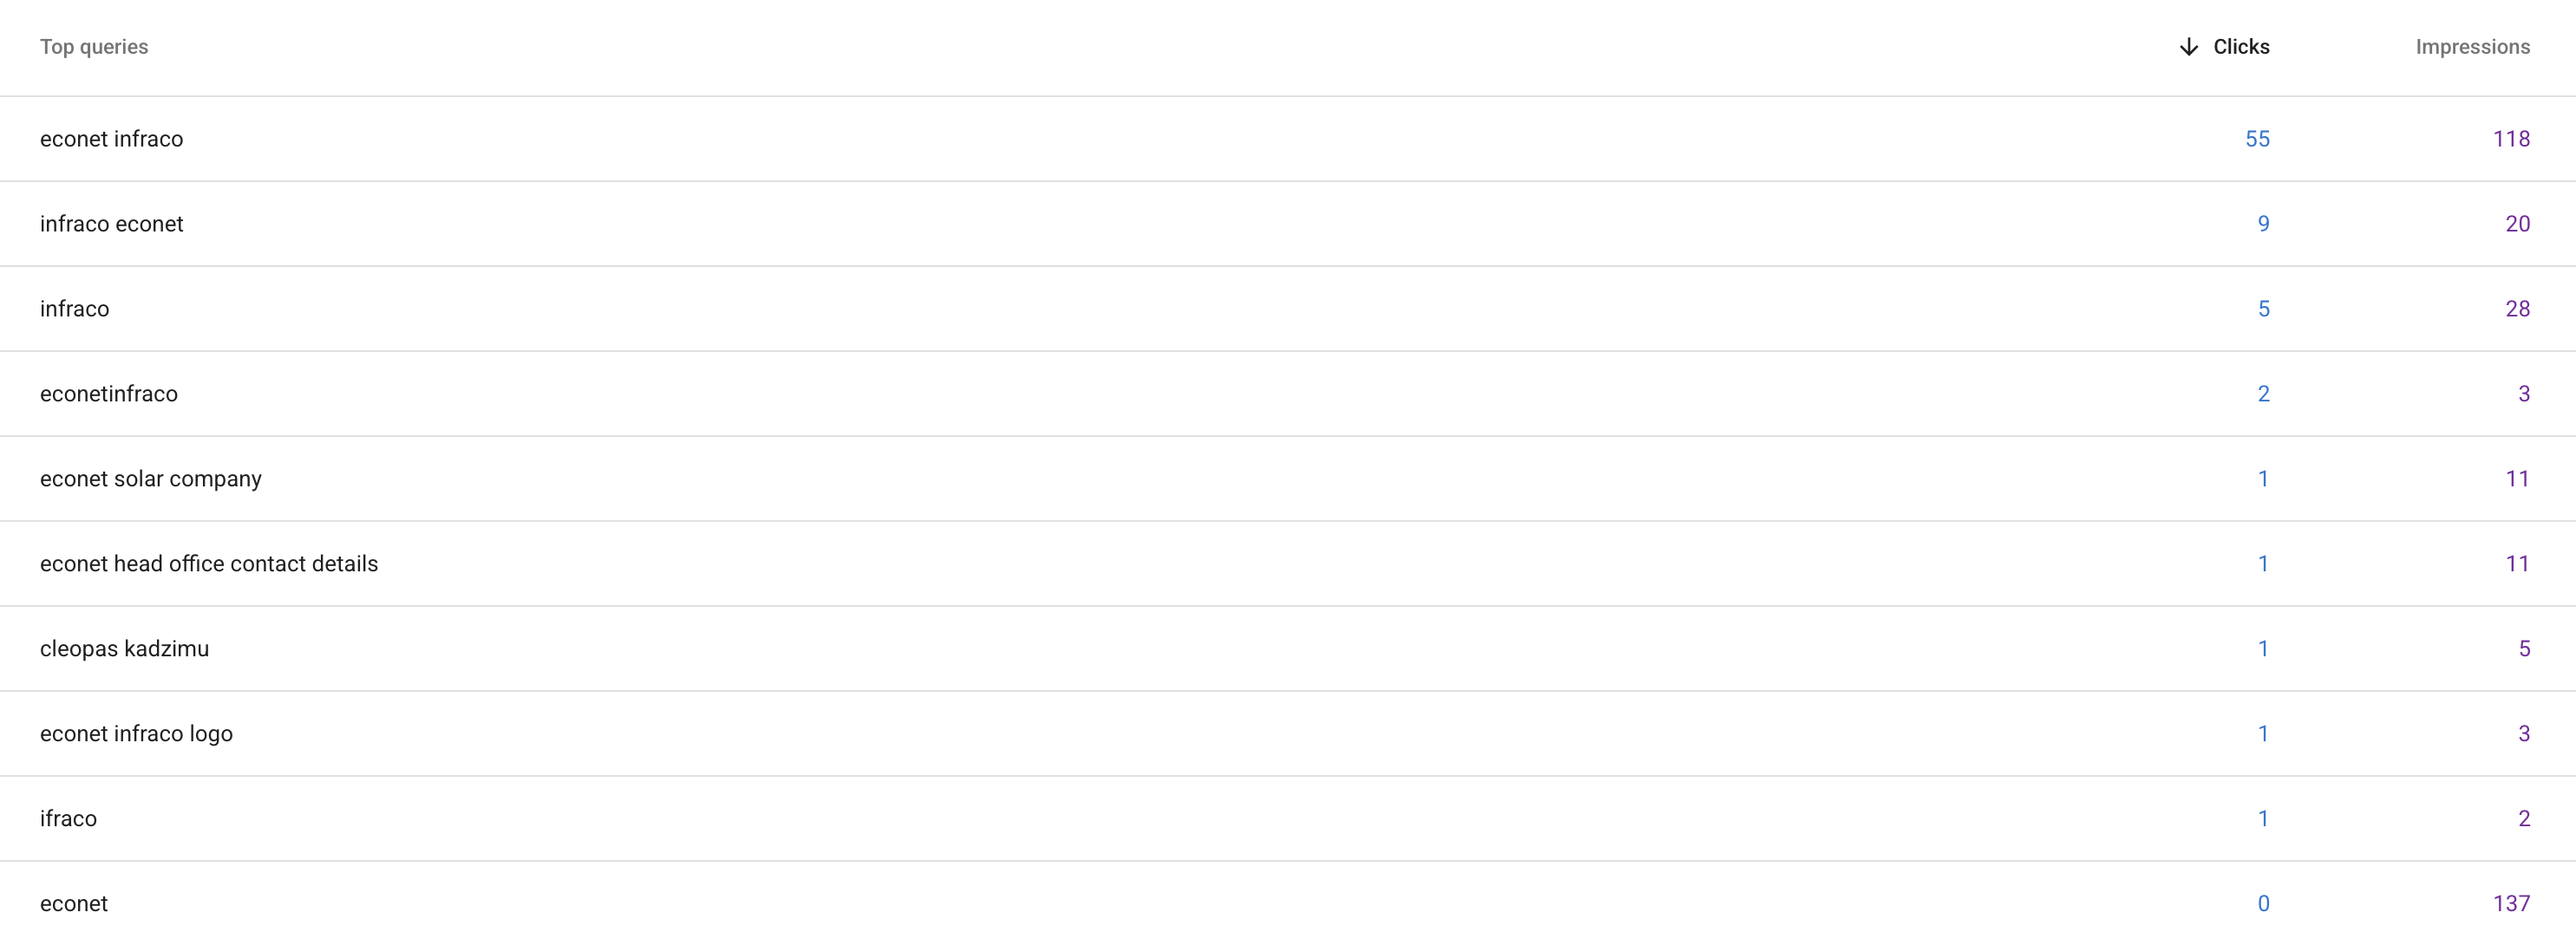 Top queries Clicks Impressions
econet infraco 55 118
infraco econet 9 20
infraco 5 28
econetinfraco 2 3
econet solar company 1 11
econet head office contact details 1 11
cleopas kadzimu 1 5
econet infraco logo 1 3
ifraco 1 2
econet 0 137